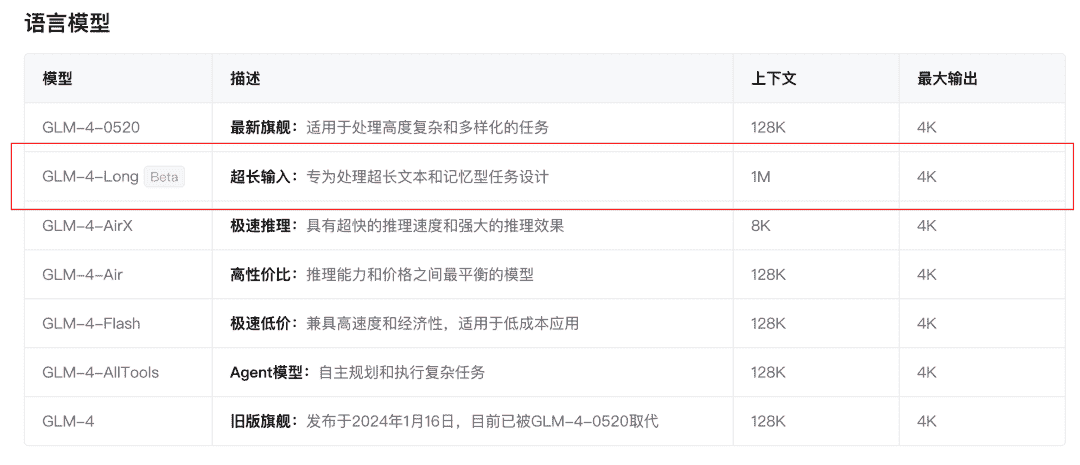 语言模型
模型 描述 上下文 最大输出
GLM-4-0520 最新旗舰：适用于处理高度复杂和多样化的任务 128K 4K
GLM-4-Long Beta 超长输入：专为处理超长文本和记忆型任务设计 1M 4K
GLM-4-AirX 极速推理：具有超快的推理速度和强大的推理效果 8K 4K
GLM-4-Air 高性价比：推理能力和价格之间最平衡的模型 128K 4K
GLM-4-Flash 极速低价：兼具高速度和经济性，适用于低成本应用 128K 4K
GLM-4-AllTools Agent模型：自主规划和执行复杂任务 128K 4K
GLM-4 旧版旗舰：发布于2024年1月16日，目前已被GLM-4-0520取代 128K 4K